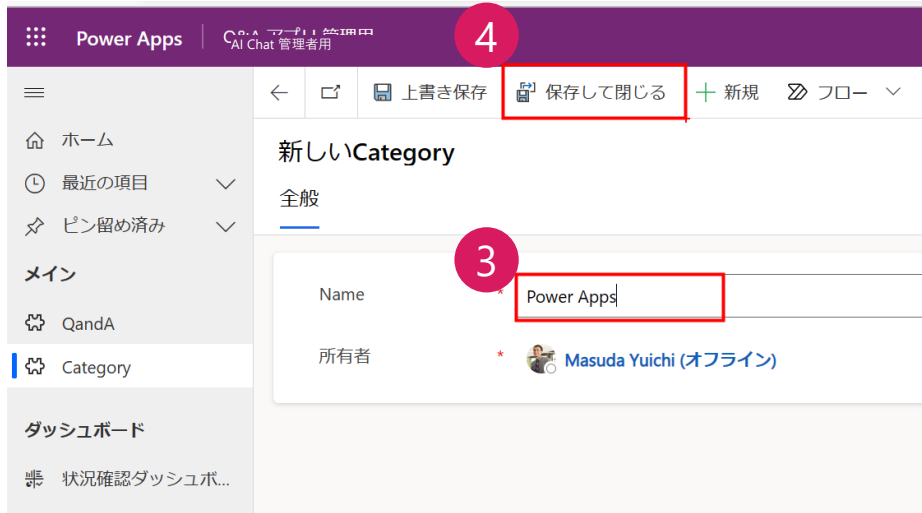 Power Apps
AI Chat 管理者用
4
上書き保存
保存して閉じる
新規
フロー
ホーム
最近の項目
ピン留め済み
メイン
QandA
Category
ダッシュボード
状況確認ダッシュボ...
新しいCategory
全般
3
Name *
Power Apps
所有者 *
Masuda Yuichi (オフライン)